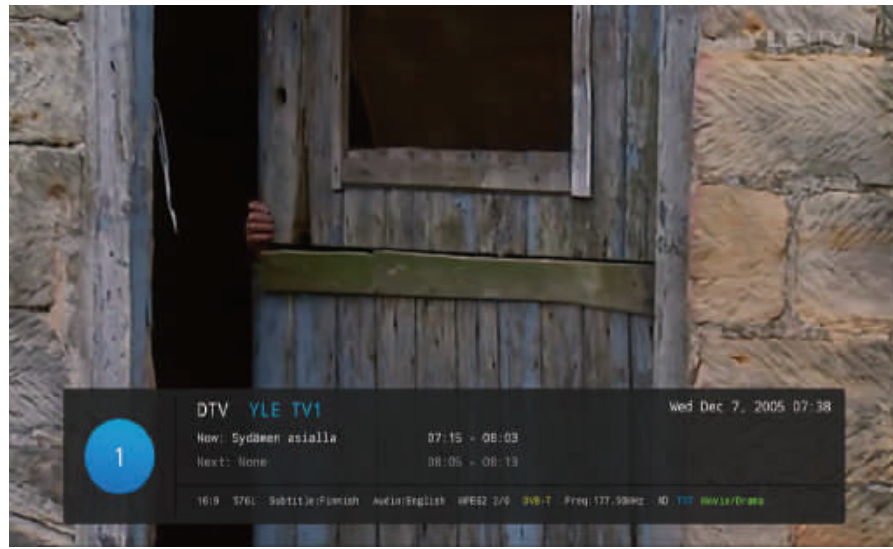 YLE TV1
DTV YLE TV1
Wed Dec 7, 2005 07:38
1
Now: Sydämen asialla 07:15 - 08:03
Next: None 08:05 - 08:13
16:9 576i Subtitle:Finnish Audio:English MPEG2 2/0 DVB-T Preq:177.50MHz TXT Movie/Drama